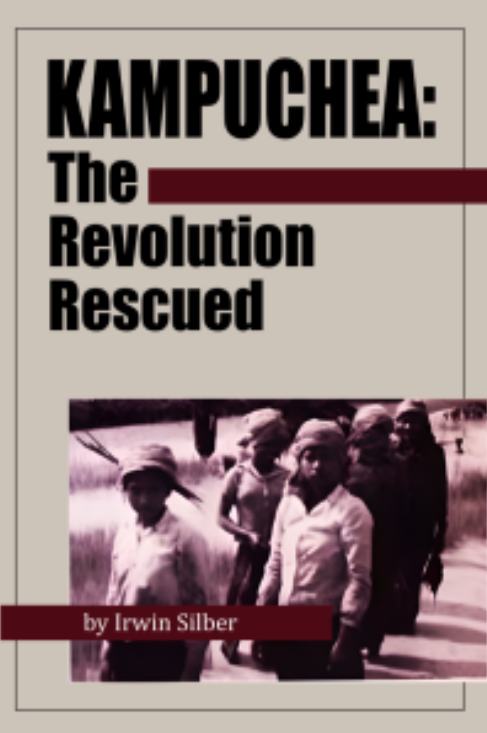 KAMPUCHEA:
The
Revolution
Rescued
by Irwin Silber